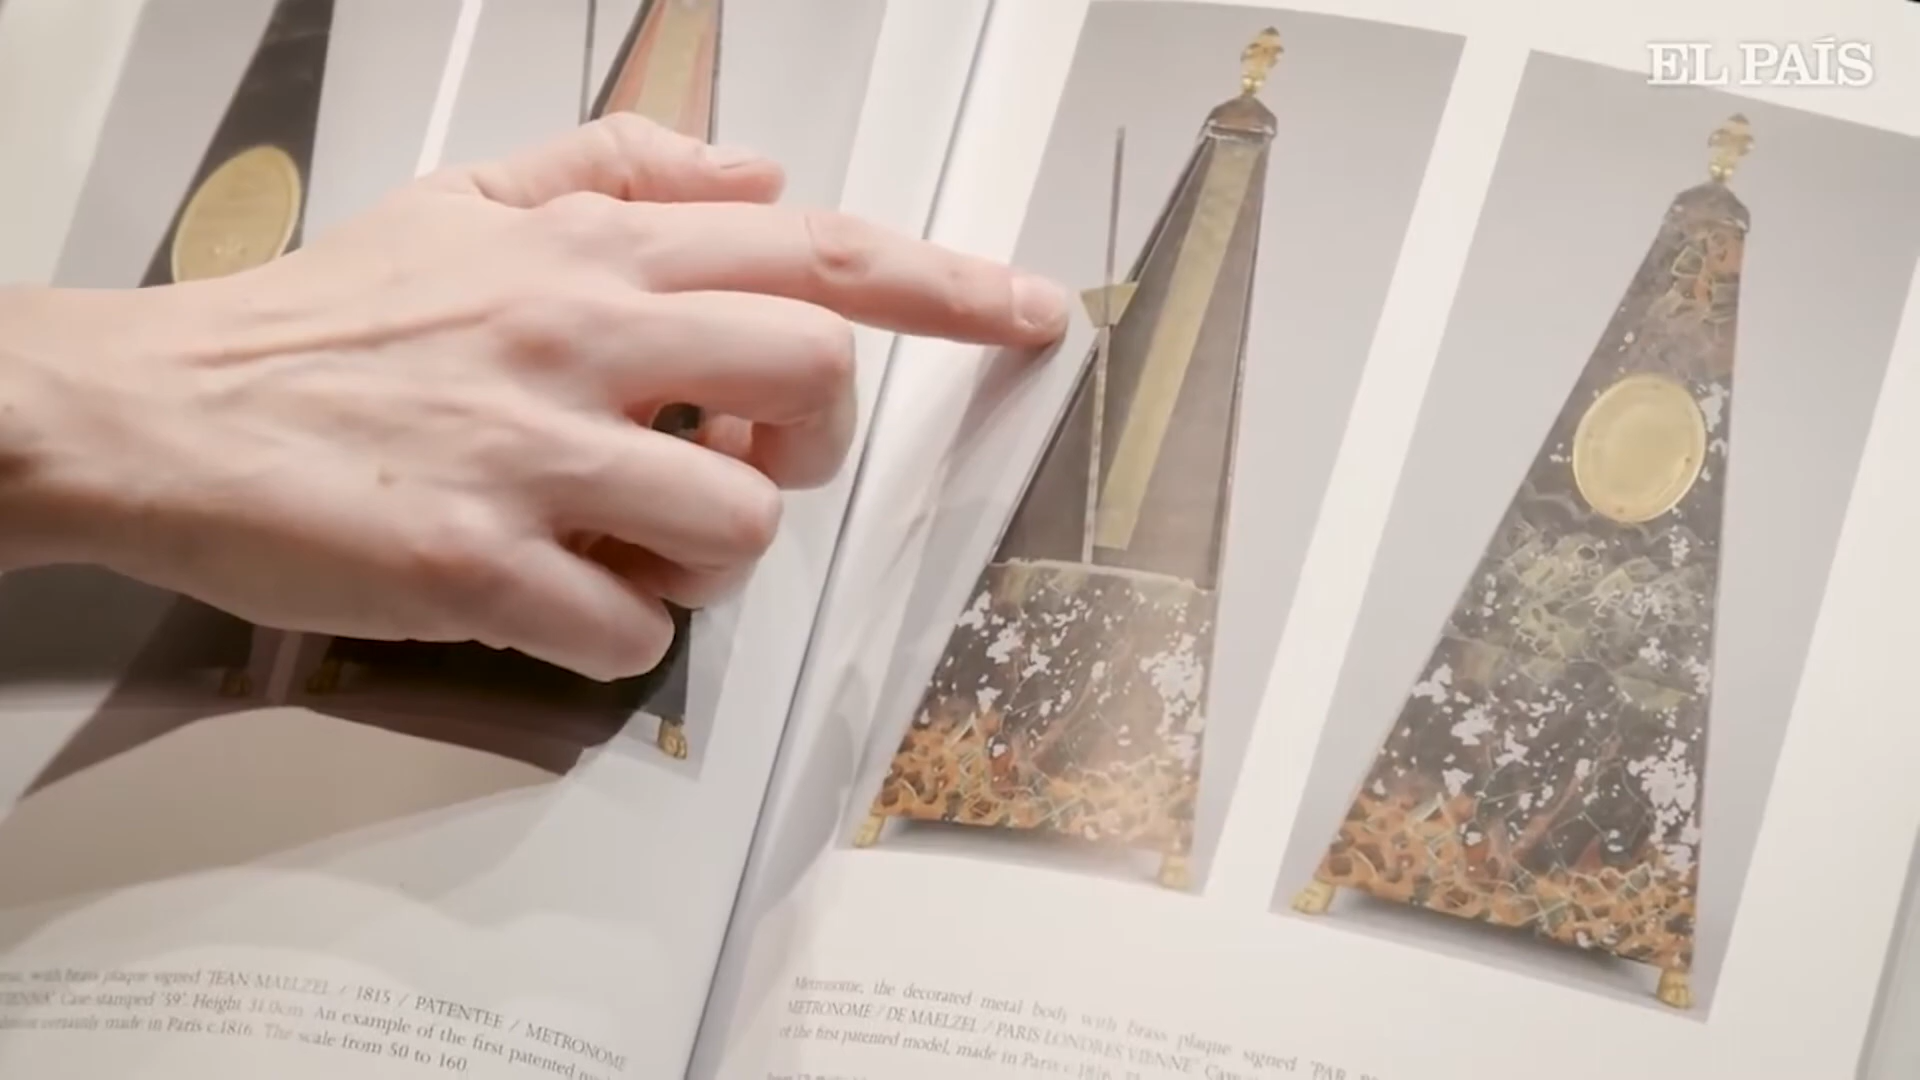 EL PAÍS
with brass plaque signed 'JEAN MAELZEL / 1815 / PATENTEE / METRONOME
VIENNA' Case stamped '59'. Height 31.0cm. An example of the first patented
almost certainly made in Paris c.1816. The scale from 50 to 160.
Metronome, the decorated metal body with brass plaque signed 'PAR
METRONOME / DE MAELZEL / PARIS LONDRES VIENNE'
of the first patented model, made in Paris c.1816.